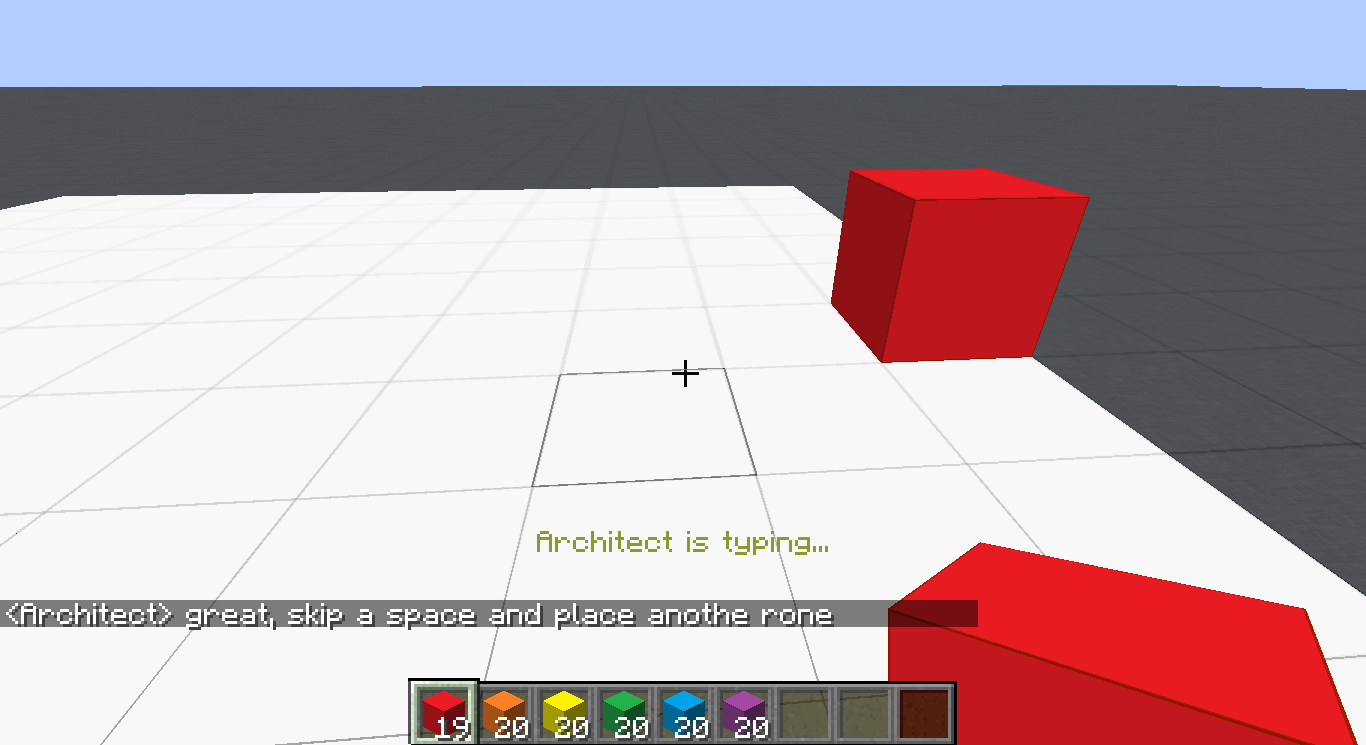 Architect is typing...
<Architect> great, skip a space and place anothe rone
19 20 20 20 20 20